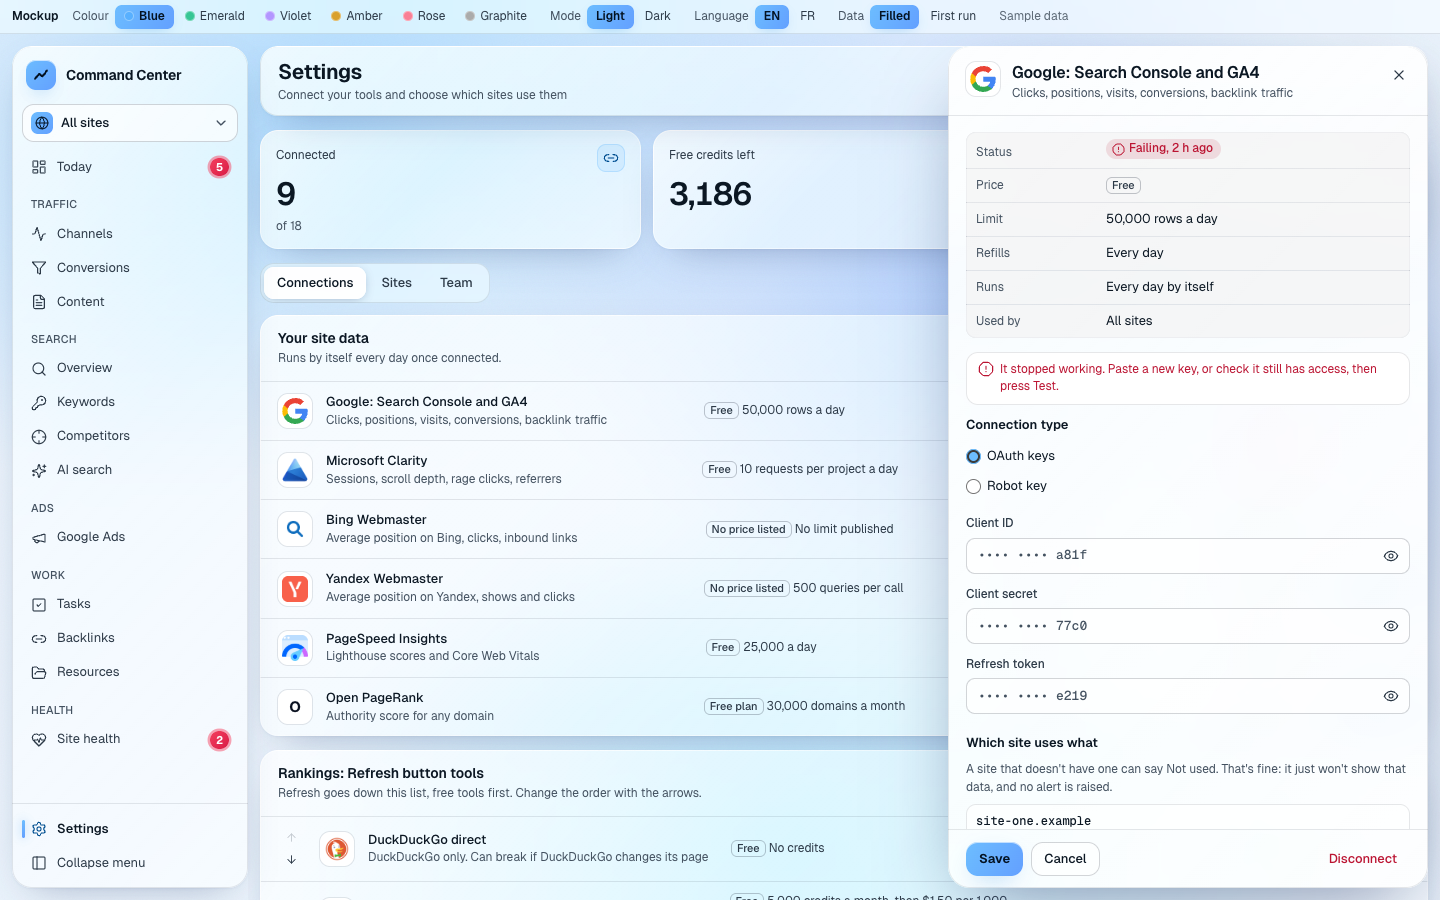 Mockup Colour Blue Emerald Violet Amber Rose Graphite Mode Light Dark Language EN FR Data Filled First run Sample data
Command Center
All sites
Today 5
TRAFFIC
Channels
Conversions
Content
SEARCH
Overview
Keywords
Competitors
AI search
ADS
Google Ads
WORK
Tasks
Backlinks
Resources
HEALTH
Site health 2
Settings
Collapse menu
Settings
Connect your tools and choose which sites use them
Connected
9
of 18
Free credits left
3,186
Connections Sites Team
Your site data
Runs by itself every day once connected.
Google: Search Console and GA4
Clicks, positions, visits, conversions, backlink traffic
Free 50,000 rows a day
Microsoft Clarity
Sessions, scroll depth, rage clicks, referrers
Free 10 requests per project a day
Bing Webmaster
Average position on Bing, clicks, inbound links
No price listed No limit published
Yandex Webmaster
Average position on Yandex, shows and clicks
No price listed 500 queries per call
PageSpeed Insights
Lighthouse scores and Core Web Vitals
Free 25,000 a day
O
Open PageRank
Authority score for any domain
Free plan 30,000 domains a month
Rankings: Refresh button tools
Refresh goes down this list, free tools first. Change the order with the arrows.
DuckDuckGo direct
DuckDuckGo only. Can break if DuckDuckGo changes its page
Free No credits
Free 5,000 credits a month, then $1.50 per 1,000
Google: Search Console and GA4
Clicks, positions, visits, conversions, backlink traffic
Status Failing, 2 h ago
Price Free
Limit 50,000 rows a day
Refills Every day
Runs Every day by itself
Used by All sites
It stopped working. Paste a new key, or check it still has access, then
press Test.
Connection type
OAuth keys
Robot key
Client ID
•••• •••• a81f
Client secret
•••• •••• 77c0
Refresh token
•••• •••• e219
Which site uses what
A site that doesn't have one can say Not used. That's fine: it just won't show that
data, and no alert is raised.
site-one.example
Save Cancel Disconnect